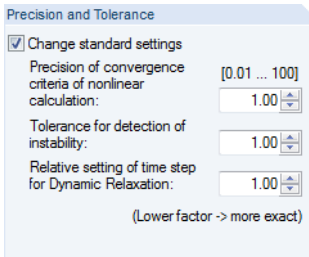 Precision and Tolerance
Change standard settings
Precision of convergence
criteria of nonlinear
calculation:
[0.01 ... 100]
1.00
Tolerance for detection of
instability:
1.00
Relative setting of time step
for Dynamic Relaxation:
1.00
(Lower factor -> more exact)